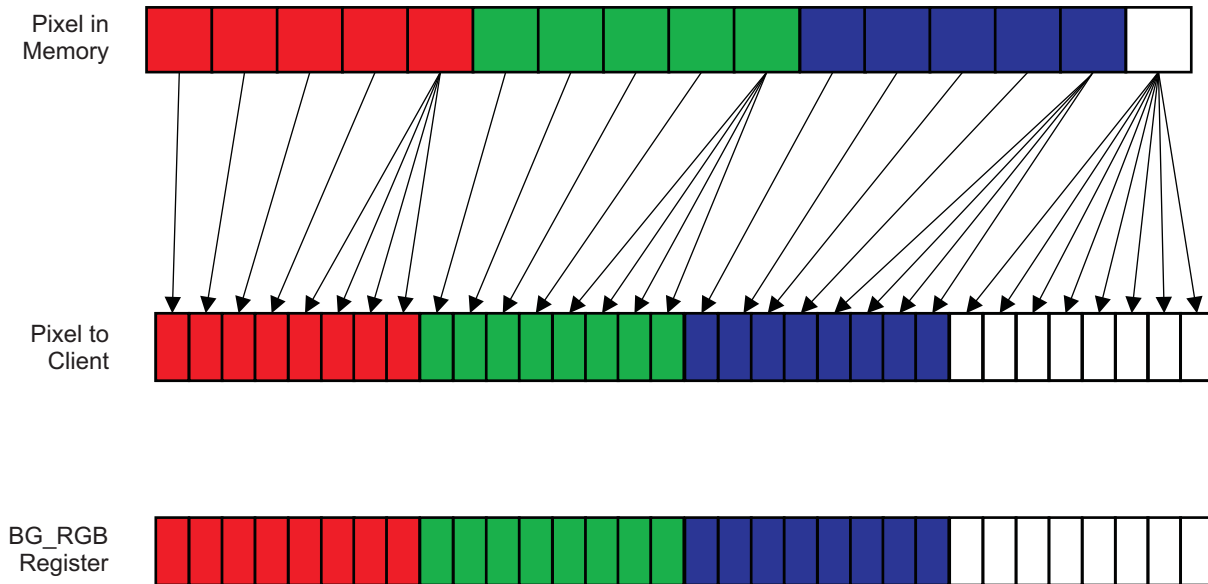 Pixel in
Memory
Pixel to
Client
BG_RGB
Register